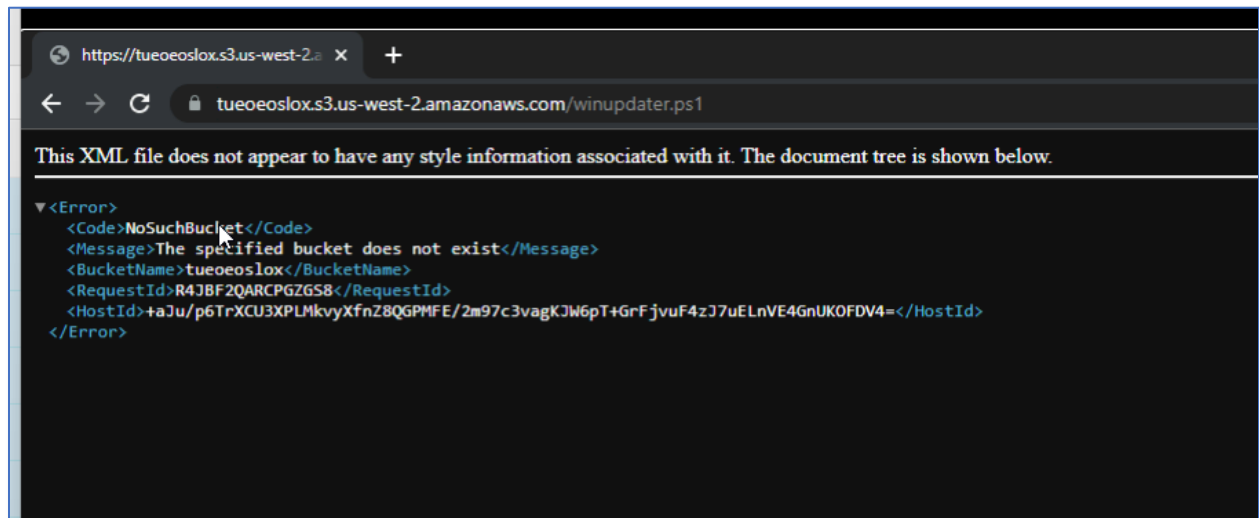 https://tueoeoslox.s3.us-west-2.a
tueoeoslox.s3.us-west-2.amazonaws.com/winupdater.ps1
This XML file does not appear to have any style information associated with it. The document tree is shown below.
▼<Error>
<Code>NoSuchBucket</Code>
<Message>The specified bucket does not exist</Message>
<BucketName>tueoeoslox</BucketName>
<RequestId>R4JBF2QARCPGZGS8</RequestId>
<HostId>+aJu/p6TrXCU3XPLMkvyXfnZ8QGPMFE/2m97c3vagKJW6pT+GrFjvuF4zJ7uELnVE4GnUKOFDV4=</HostId>
</Error>